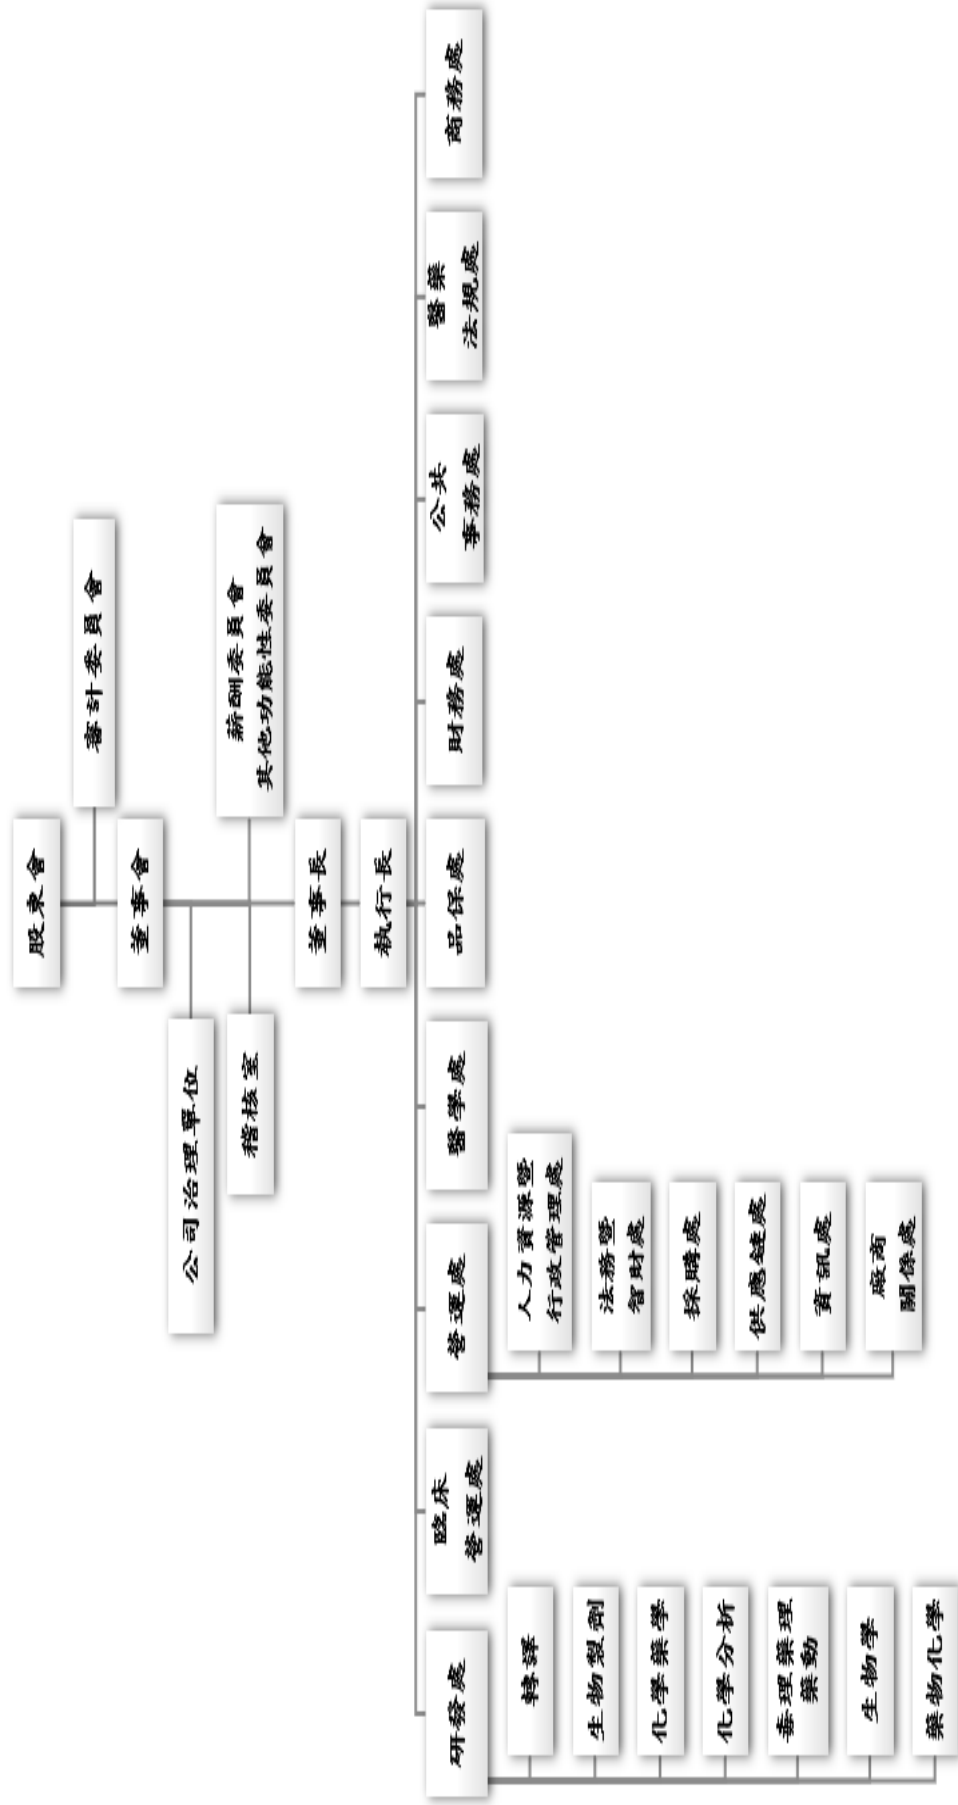 股東會
審計委員會
董事會
公司治理單位
薪酬委員會
其他功能性委員會
稽核室
董事長
執行長
研發處
臨床
營運處
營運處
醫學處
品保處
財務處
公共
事務處
醫藥
法規處
商務處
轉譯
生物製劑
化學藥學
化學分析
毒理藥理
藥動
生物學
藥物化學
人力資源暨
行政管理處
法務暨
智財處
採購處
供應鏈處
資訊處
廠商
關係處